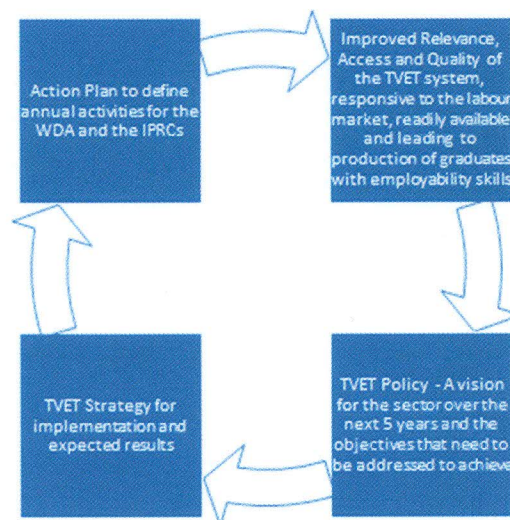 Action Plan to define
annual activities for the
WDA and the IPRCs
Improved Relevance,
Access and Quality of
the TVET system,
responsive to the labour
market, readily available
and leading to
production of graduates
with employability skills
TVET Policy - A vision
for the sector over the
next 5 years and the
objectives that need to
be addressed to achieve
TVET Strategy for
implementation and
expected results